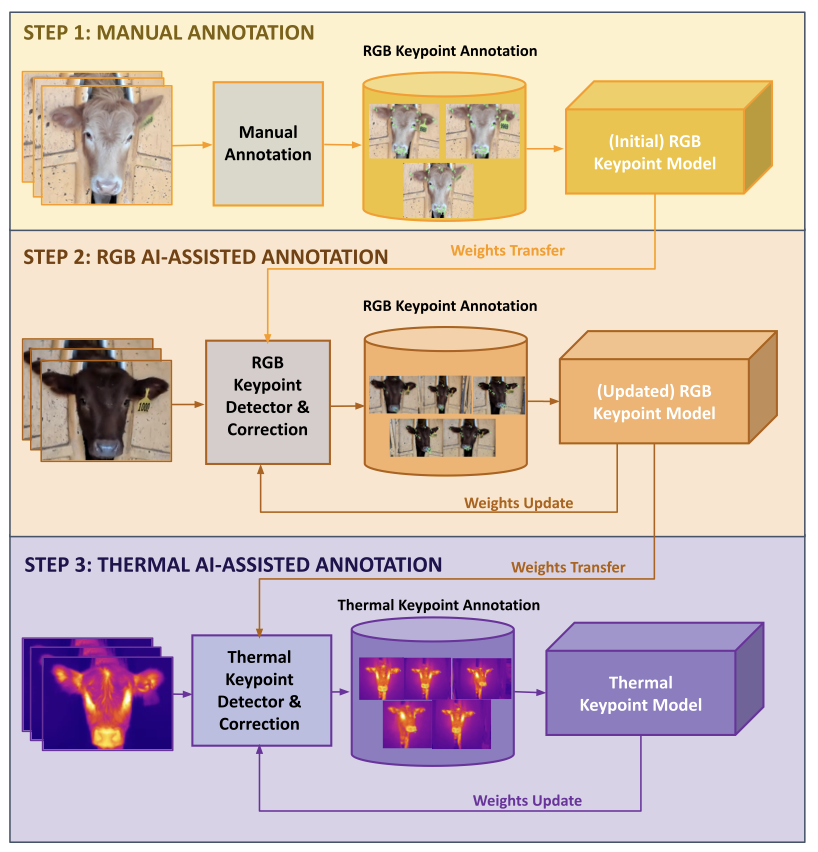 STEP 1: MANUAL ANNOTATION
RGB Keypoint Annotation
Manual
Annotation
(Initial) RGB
Keypoint Model
Weights Transfer
STEP 2: RGB AI-ASSISTED ANNOTATION
RGB Keypoint Annotation
RGB
Keypoint
Detector &
Correction
1000
(Updated) RGB
Keypoint Model
Weights Update
STEP 3: THERMAL AI-ASSISTED ANNOTATION
Weights Transfer
Thermal Keypoint Annotation
Thermal
Keypoint
Detector &
Correction
Thermal
Keypoint Model
Weights Update